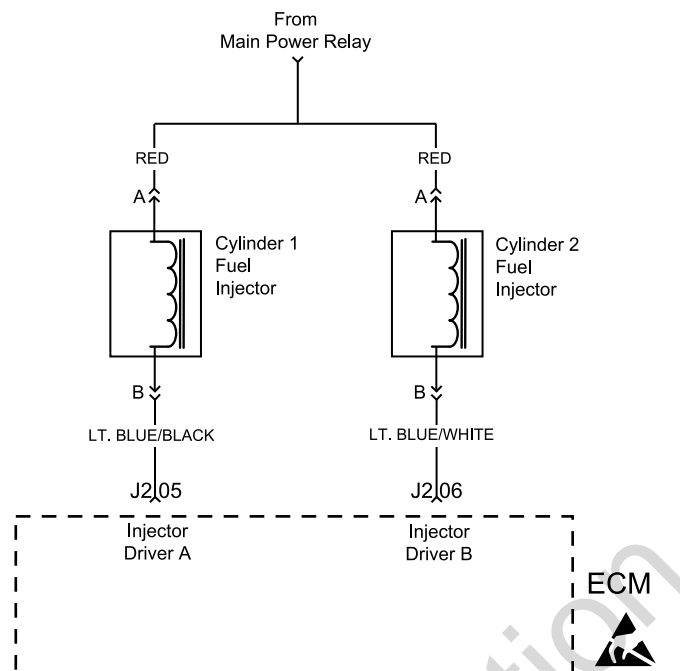 From
Main Power Relay
RED
RED
A
A
Cylinder 1
Fuel
Injector
Cylinder 2
Fuel
Injector
B
B
LT. BLUE/BLACK
LT. BLUE/WHITE
J2 05
J2 06
Injector
Driver A
Injector
Driver B
ECM